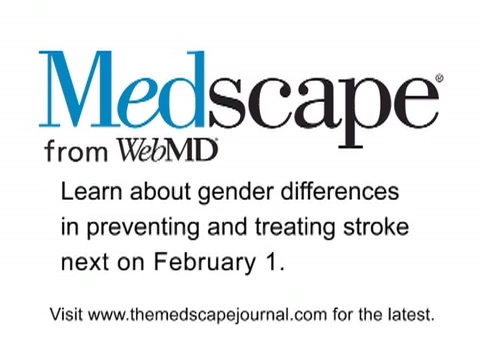 Medscape®
from WebMD
Learn about gender differences
in preventing and treating stroke
next on February 1.
Visit www.themedscapejournal.com for the latest.